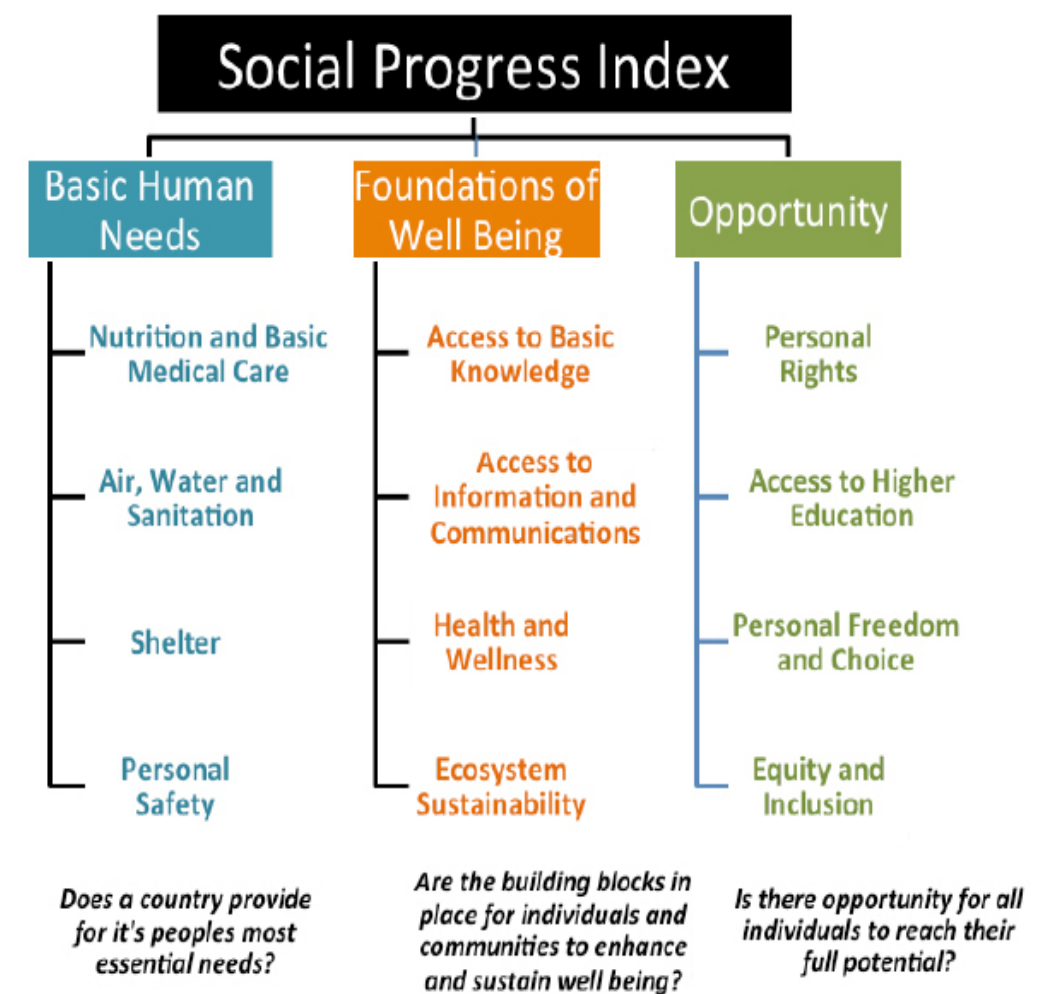 Social Progress Index
Basic Human
Needs
Nutrition and Basic
Medical Care
Air, Water and
Sanitation
Shelter
Personal
Safety
Does a country provide
for it's peoples most
essential needs?
Foundations of
Well Being
Access to Basic
Knowledge
Access to
Information and
Communications
Health and
Wellness
Ecosystem
Sustainability
Are the building blocks in
place for individuals and
communities to enhance
and sustain well being?
Opportunity
Personal
Rights
Access to Higher
Education
Personal Freedom
and Choice
Equity and
Inclusion
Is there opportunity for all
individuals to reach their
full potential?